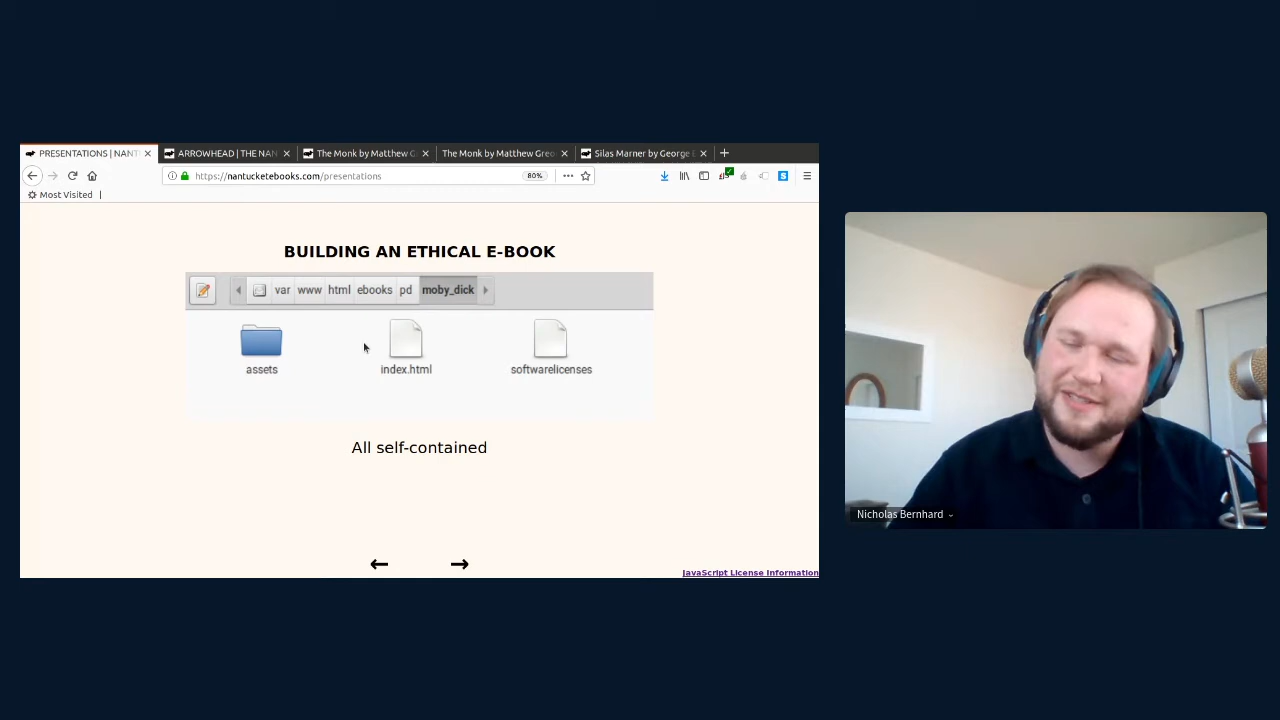 PRESENTATIONS | NANT
ARROWHEAD | THE NAN
The Monk by Matthew G
The Monk by Matthew Greo
Silas Marner by George E
https://nantucketebooks.com/presentations
80%
Most Visited
BUILDING AN ETHICAL E-BOOK
var www html ebooks pd moby_dick
assets index.html softwarelicenses
All self-contained
JavaScript License Information
Nicholas Bernhard